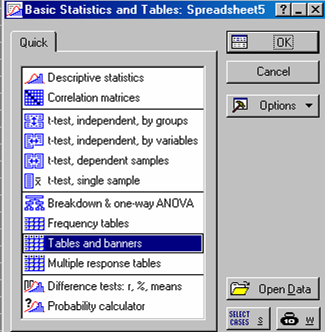 Basic Statistics and Tables: Spreadsheet5
Quick
OK
Cancel
Options
Descriptive statistics
Correlation matrices
t-test, independent, by groups
t-test, independent, by variables
t-test, dependent samples
t-test, single sample
Breakdown & one-way ANOVA
Frequency tables
Tables and banners
Multiple response tables
Difference tests: r, %, means
Probability calculator
Open Data
SELECT CASES S
W